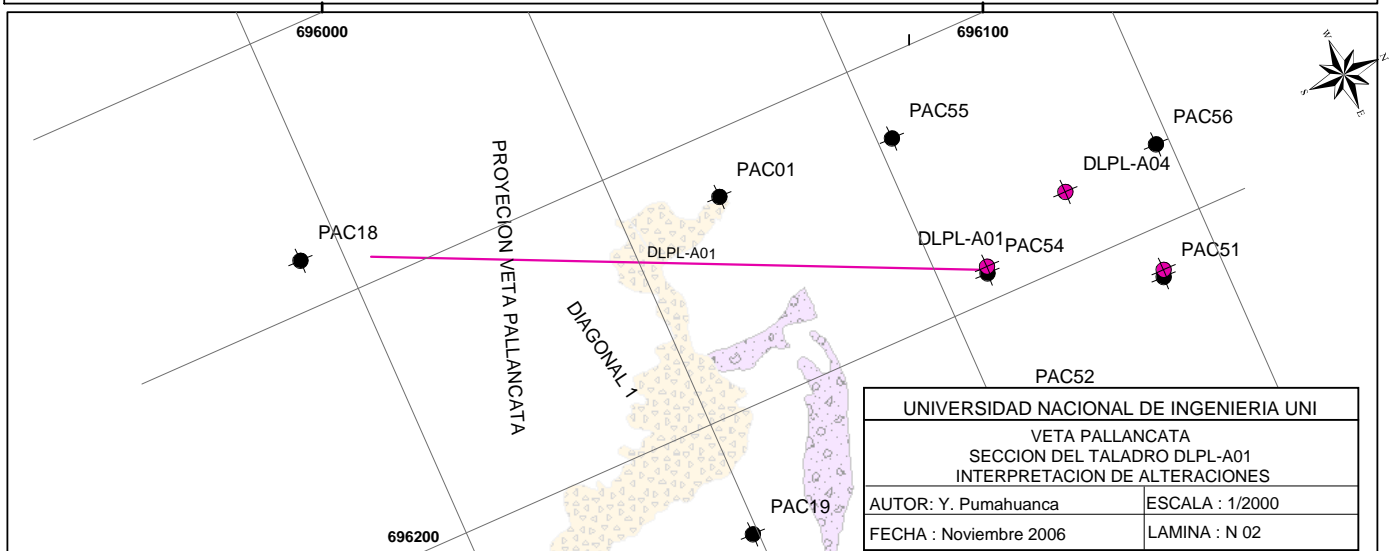 696000
696100
W
N
S
E
PAC55
PAC56
PAC01
DLPL-A04
PAC18
PROYECION VETA PALLANCATA
DLPL-A01
DLPL-A01
PAC54
PAC51
DIAGONAL 1
PAC52
PAC19
696200
UNIVERSIDAD NACIONAL DE INGENIERIA UNI
VETA PALLANCATA
SECCION DEL TALADRO DLPL-A01
INTERPRETACION DE ALTERACIONES
AUTOR: Y. Pumahuanca
ESCALA : 1/2000
FECHA : Noviembre 2006
LAMINA : N 02